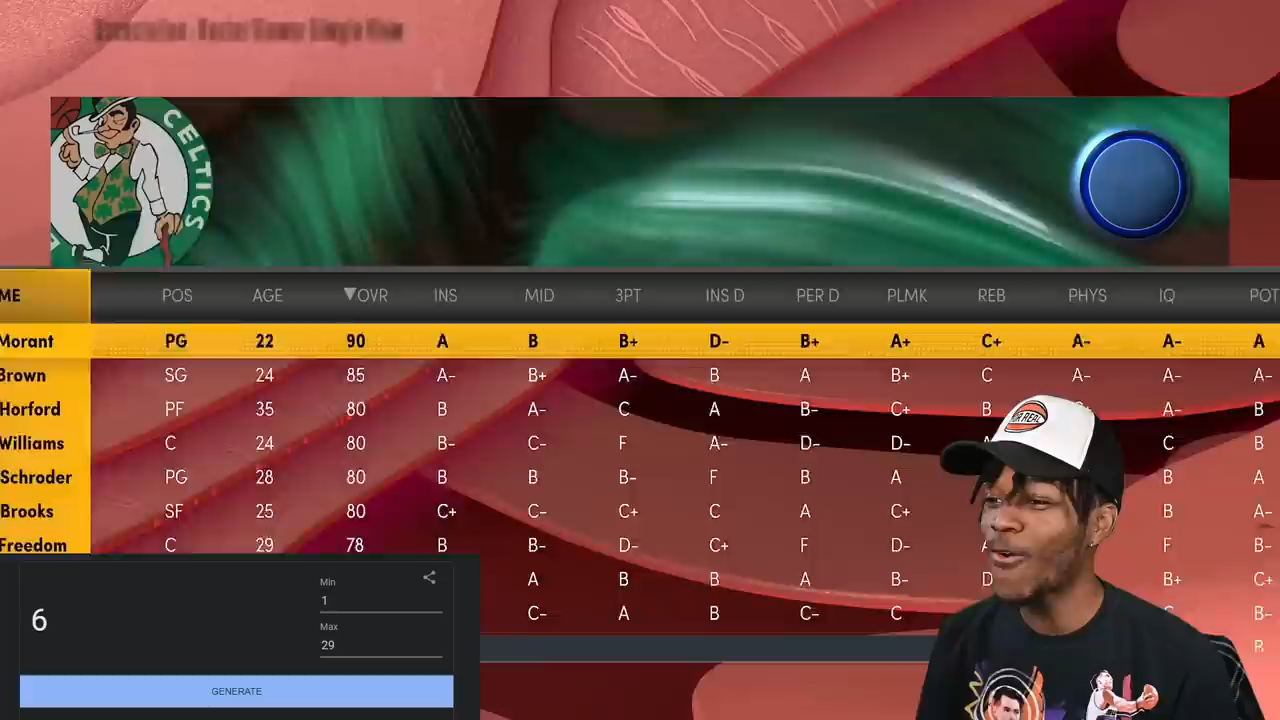 CELTICS
ME POS AGE ▼OVR INS MID 3PT INS D PER D PLMK REB PHYS IQ POT
Morant PG 22 90 A B B+ D- B+ A+ C+ A- A- A
Brown SG 24 85 A- B+ A- B A B+ C A- A- A-
Horford PF 35 80 B A- C A B- C+ B A- B
Williams C 24 80 B- C- F A- D- D- C B
Schroder PG 28 80 B B B- F B A B A
Brooks SF 25 80 C+ C- C+ C A C+ B A-
Freedom C 29 78 B B- D- C+ F D- F B-
A B B A B- D B+ C+
C- A B C- C B-
Min
1
6
Max
29
GENERATE